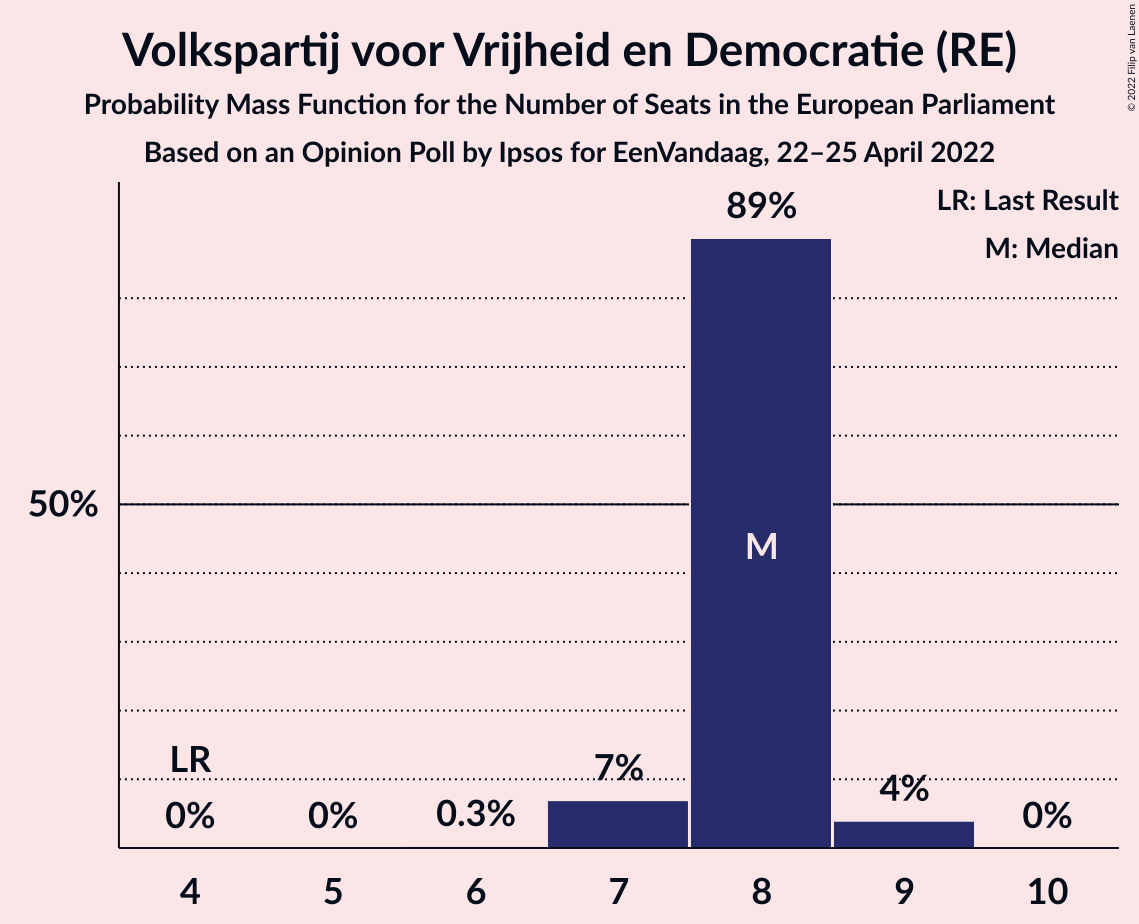 Volkspartij voor Vrijheid en Democratie (RE)
Probability Mass Function for the Number of Seats in the European Parliament
Based on an Opinion Poll by Ipsos for EenVandaag, 22–25 April 2022
© 2022 Filip van Laenen
LR: Last Result
M: Median
89%
50%
M
LR
0%
0%
0.3%
7%
4%
0%
4
5
6
7
8
9
10